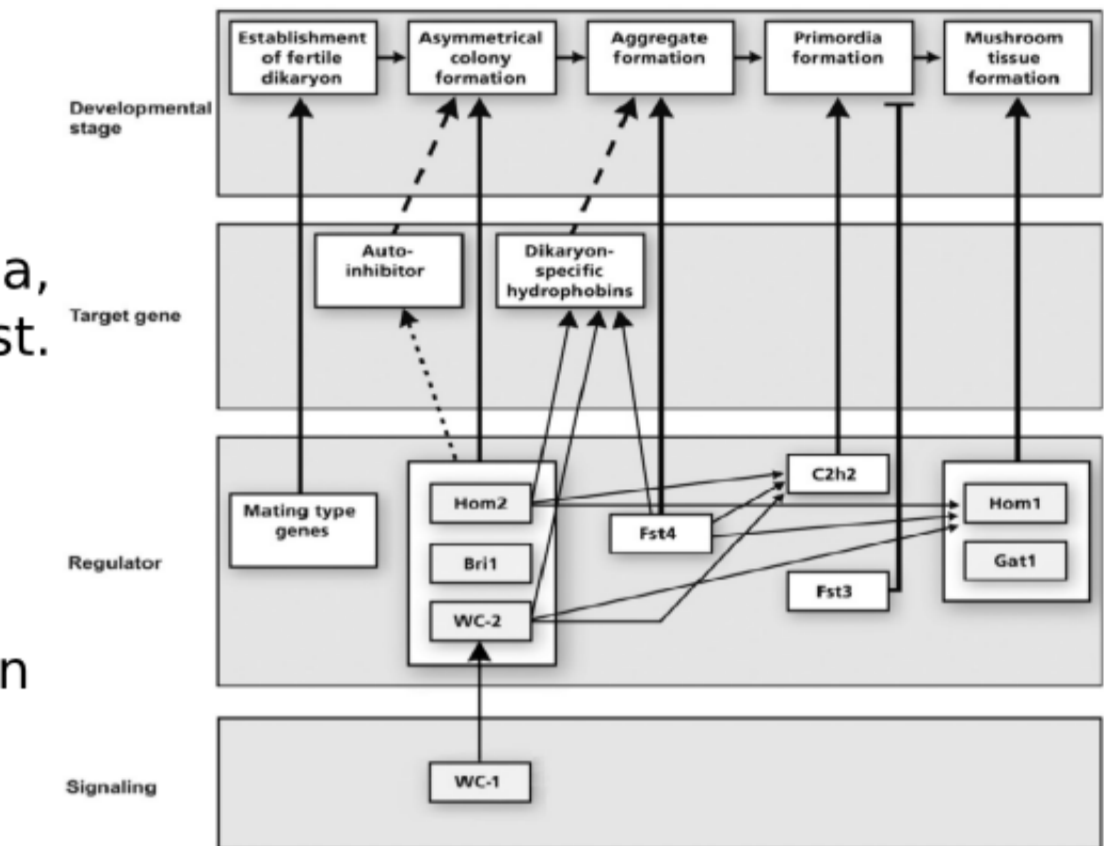 Establishment
of fertile
dikaryon
Asymmetrical
colony
formation
Aggregate
formation
Primordia
formation
Mushroom
tissue
formation
Developmental
stage
a,
st.
Auto-
inhibitor
Dikaryon-
specific
hydrophobins
Target gene
Mating type
genes
Hom2
Bri1
WC-2
Fst4
C2h2
Fst3
Hom1
Gat1
Regulator
n
WC-1
Signaling